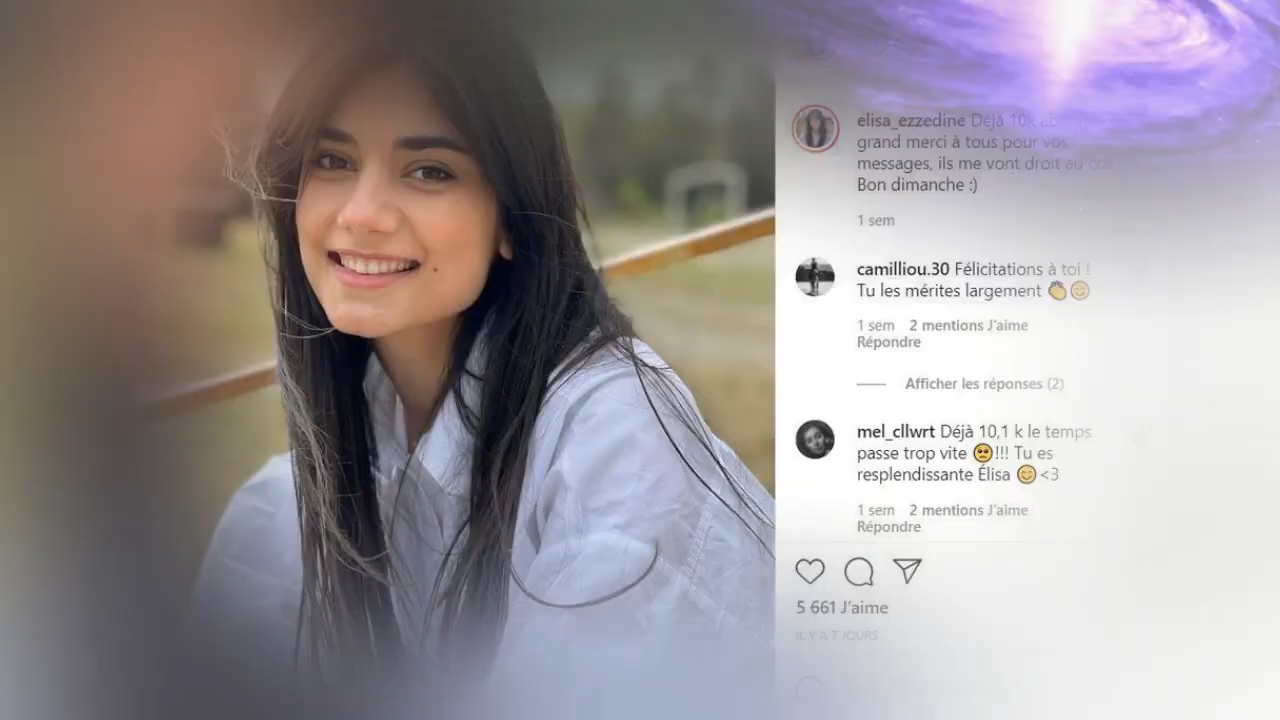 elisa_ezzedine Déjà 10k
grand merci à tous pour vos
messages, ils me vont droit au
Bon dimanche :)
1 sem
camilliou.30 Félicitations à toi !
Tu les mérites largement 👏😊
1 sem 2 mentions J'aime
Répondre
Afficher les réponses (2)
mel_cllwrt Déjà 10,1 k le temps
passe trop vite 🥺!!! Tu es
resplendissante Élisa 😊<3
1 sem 2 mentions J'aime
Répondre
5 661 J'aime
IL Y A 7 JOURS